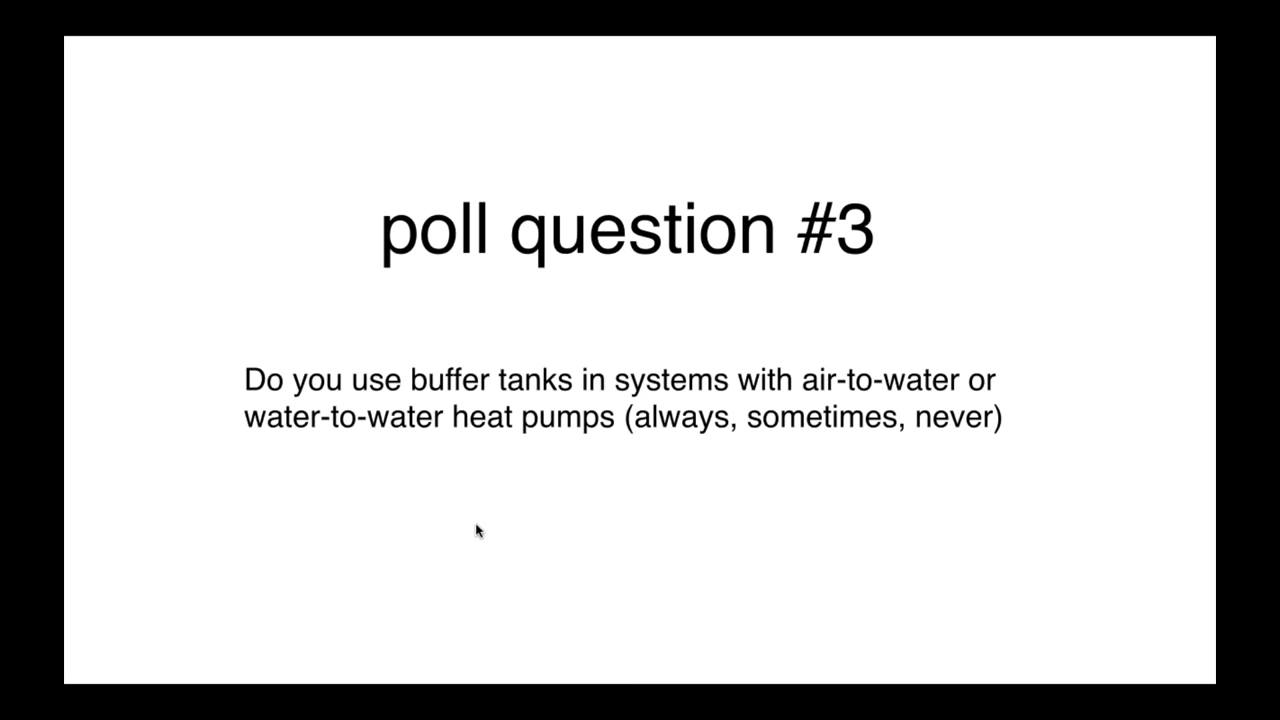 poll question #3
Do you use buffer tanks in systems with air-to-water or
water-to-water heat pumps (always, sometimes, never)